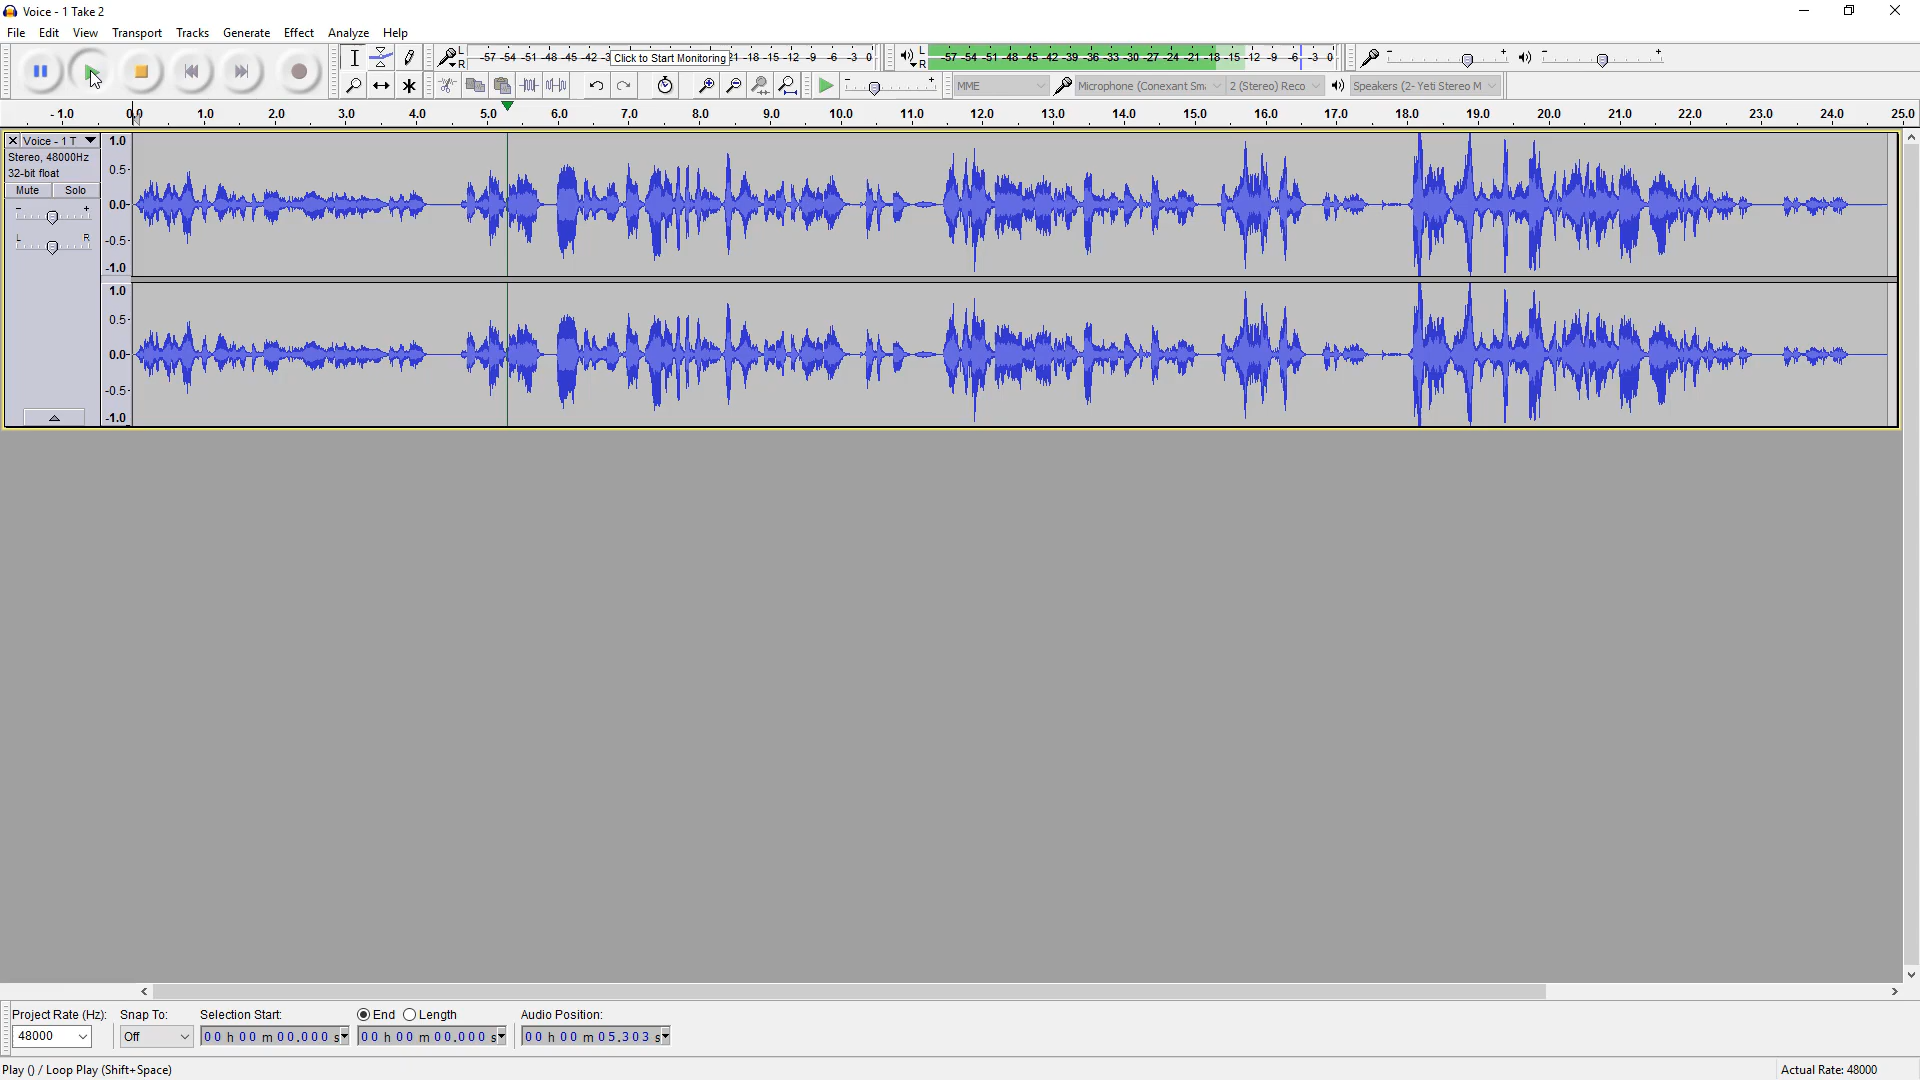 Voice - 1 Take 2
File Edit View Transport Tracks Generate Effect Analyze Help
L R -57 -54 -51 -48 -45 -42 -3 Click to Start Monitoring 21 -18 -15 -12 -9 -6 -3 0 L R -57 -54 -51 -48 -45 -42 -39 -36 -33 -30 -27 -24 -21 -18 -15 -12 -9 -6 -3 0 - + - +
- + MME Microphone (Conexant Sm 2 (Stereo) Reco Speakers (2- Yeti Stereo M
-1.0 0.0 1.0 2.0 3.0 4.0 5.0 6.0 7.0 8.0 9.0 10.0 11.0 12.0 13.0 14.0 15.0 16.0 17.0 18.0 19.0 20.0 21.0 22.0 23.0 24.0 25.0
Voice - 1 T
Stereo, 48000Hz
32-bit float
Mute Solo
- +
L R
1.0
0.5-
0.0-
-0.5-
-1.0
1.0
0.5-
0.0-
-0.5-
-1.0
Project Rate (Hz): Snap To: Selection Start: End Length Audio Position:
48000 Off 00 h 00 m 00.000 s 00 h 00 m 00.000 s 00 h 00 m 05.303 s
Play () / Loop Play (Shift+Space) Actual Rate: 48000